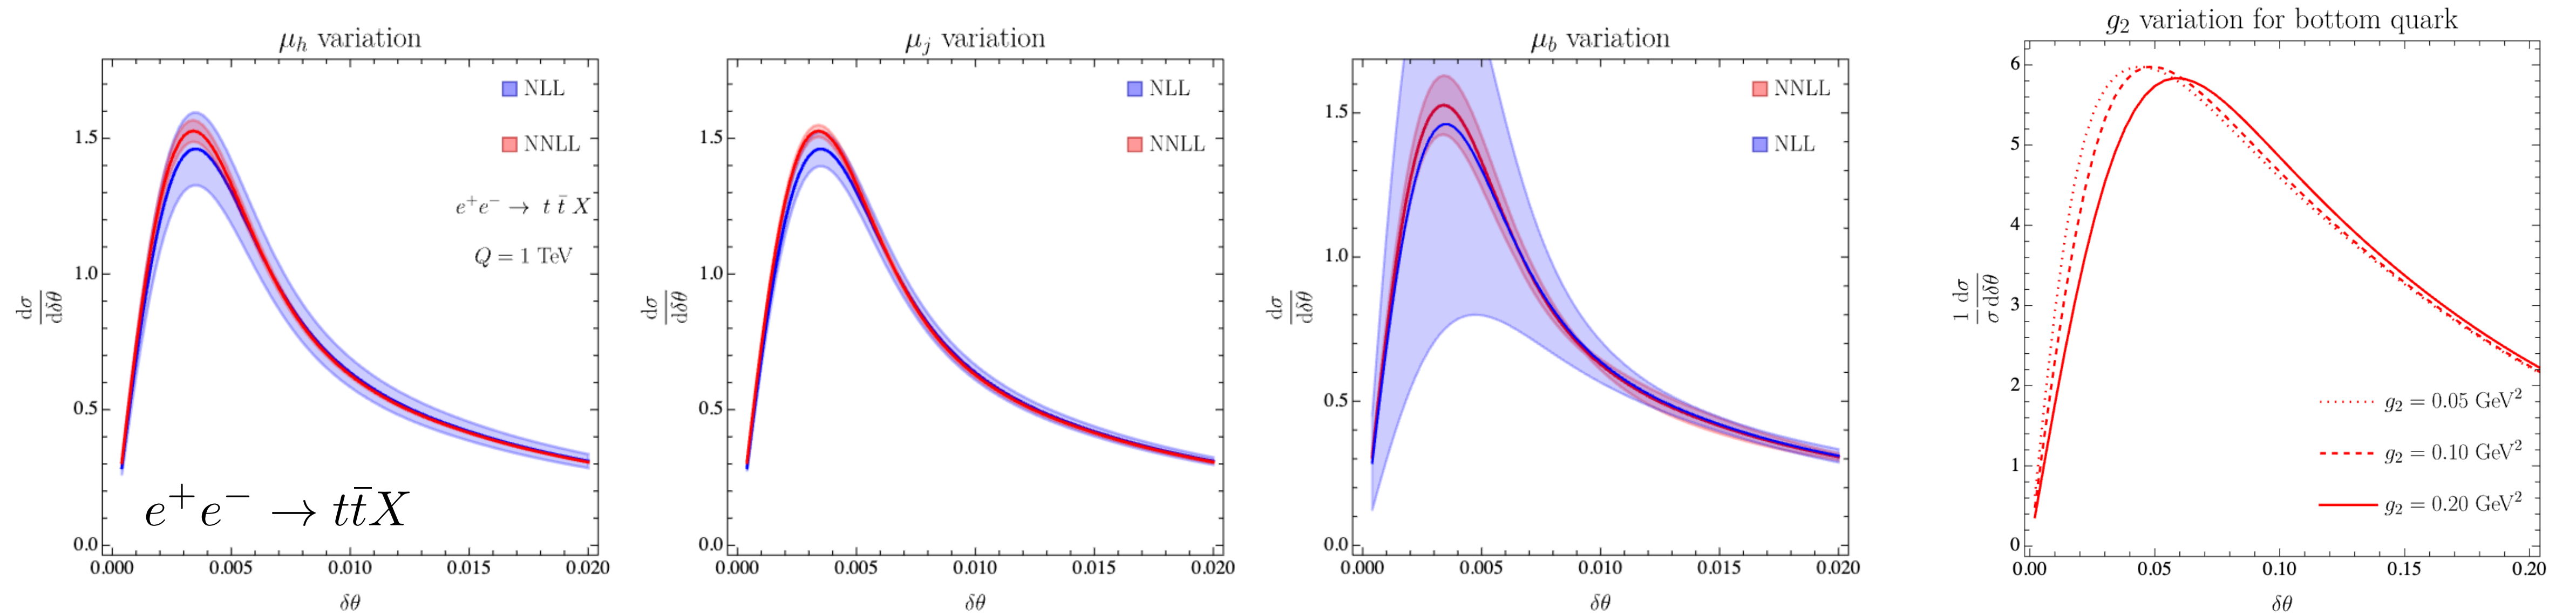 μ_h variation
1.5
1.0
0.5
0.0
dσ
dδθ
NLL
NNLL
e⁺e⁻ → t t̄ X
Q = 1 TeV
e⁺e⁻ → tt̄X
0.000 0.005 0.010 0.015 0.020
δθ
μ_j variation
1.5
1.0
0.5
0.0
dσ
dδθ
NLL
NNLL
0.000 0.005 0.010 0.015 0.020
δθ
μ_b variation
1.5
1.0
0.5
0.0
dσ
dδθ
NNLL
NLL
0.000 0.005 0.010 0.015 0.020
δθ
g₂ variation for bottom quark
6
5
4
3
2
1
0
1 dσ
σ dδθ
g₂ = 0.05 GeV²
g₂ = 0.10 GeV²
g₂ = 0.20 GeV²
0.00 0.05 0.10 0.15 0.20
δθ